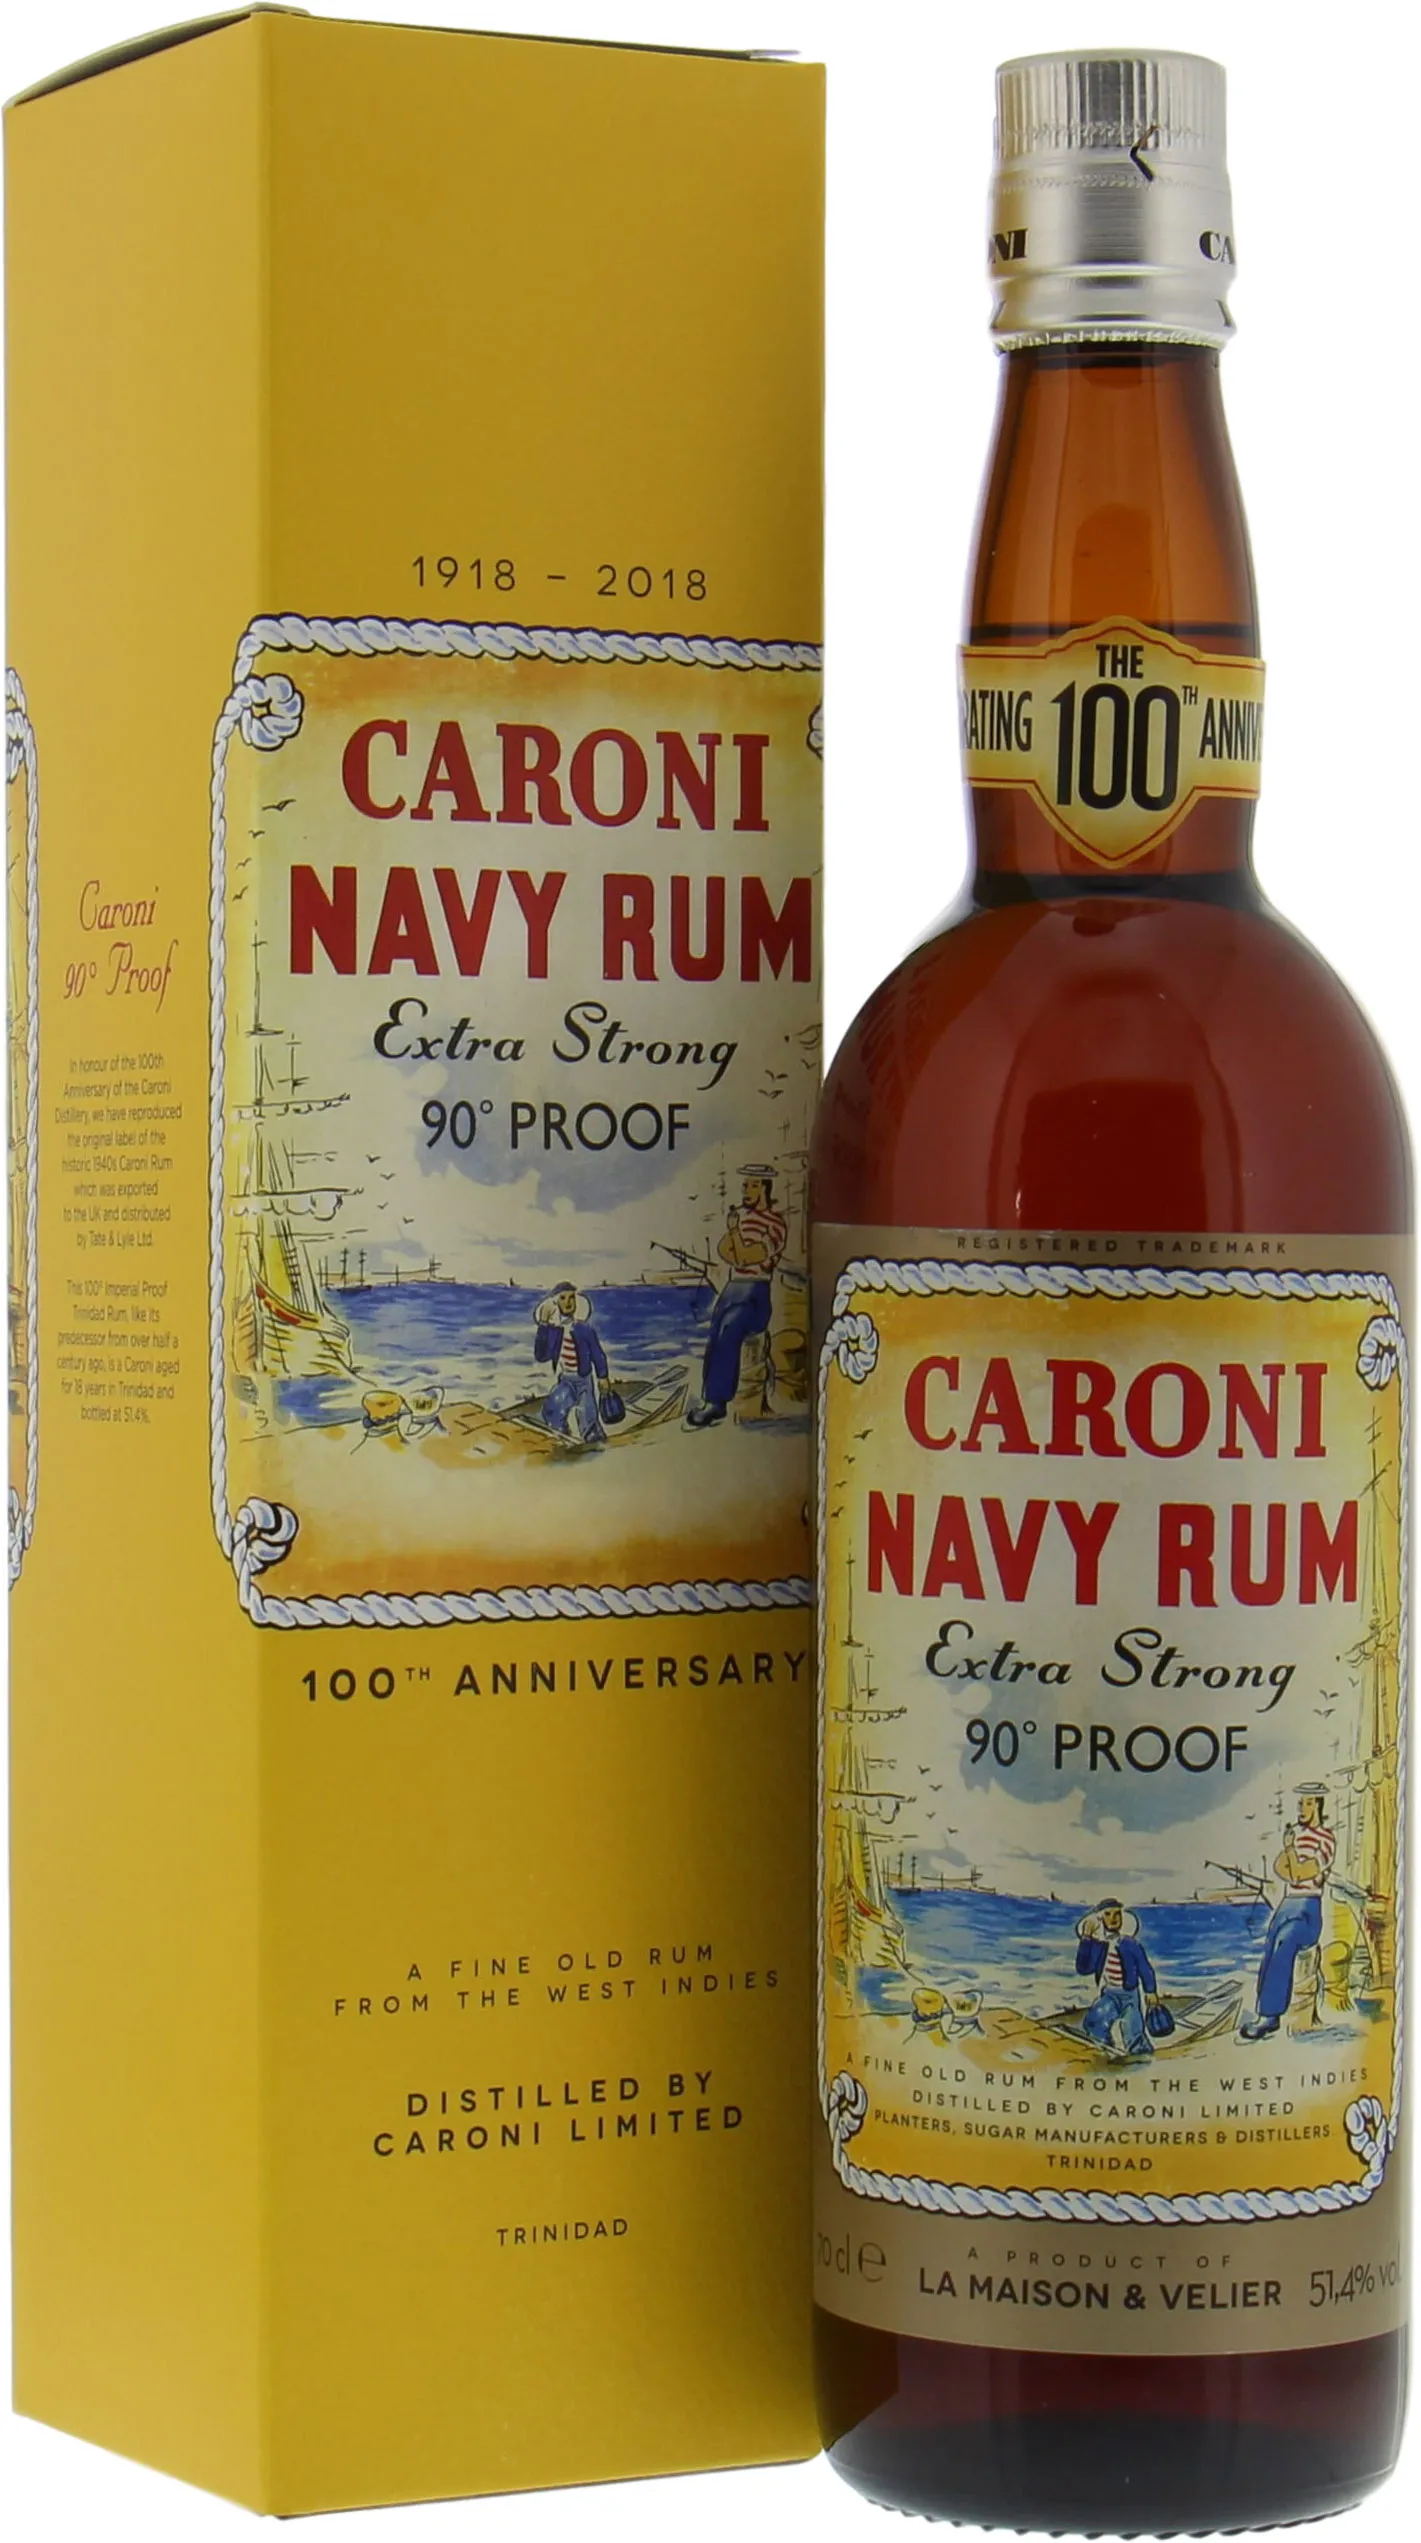 1918 - 2018
CARONI
NAVY RUM
Extra Strong
90° PROOF
100TH ANNIVERSARY
A FINE OLD RUM
FROM THE WEST INDIES
DISTILLED BY
CARONI LIMITED
TRINIDAD
Caroni
90° Proof
In honour of the 100th
Anniversary of the Caroni
Distillery, we have reproduced
the original label of the
historic 1940s Caroni Rum
which was exported
to the UK and distributed
by Tate & Lyle Ltd.
This 100° Imperial Proof
Trinidad Rum, like its
predecessor from over half a
century ago, is a Caroni aged
for 18 years in Trinidad and
bottled at 51.4%.
NI CA
THE
RATING 100TH ANNIVE
REGISTERED TRADEMARK
CARONI
NAVY RUM
Extra Strong
90° PROOF
A FINE OLD RUM FROM THE WEST INDIES
DISTILLED BY CARONI LIMITED
PLANTERS, SUGAR MANUFACTURERS & DISTILLERS
TRINIDAD
A PRODUCT OF
70 cl e LA MAISON & VELIER 51,4% vol.